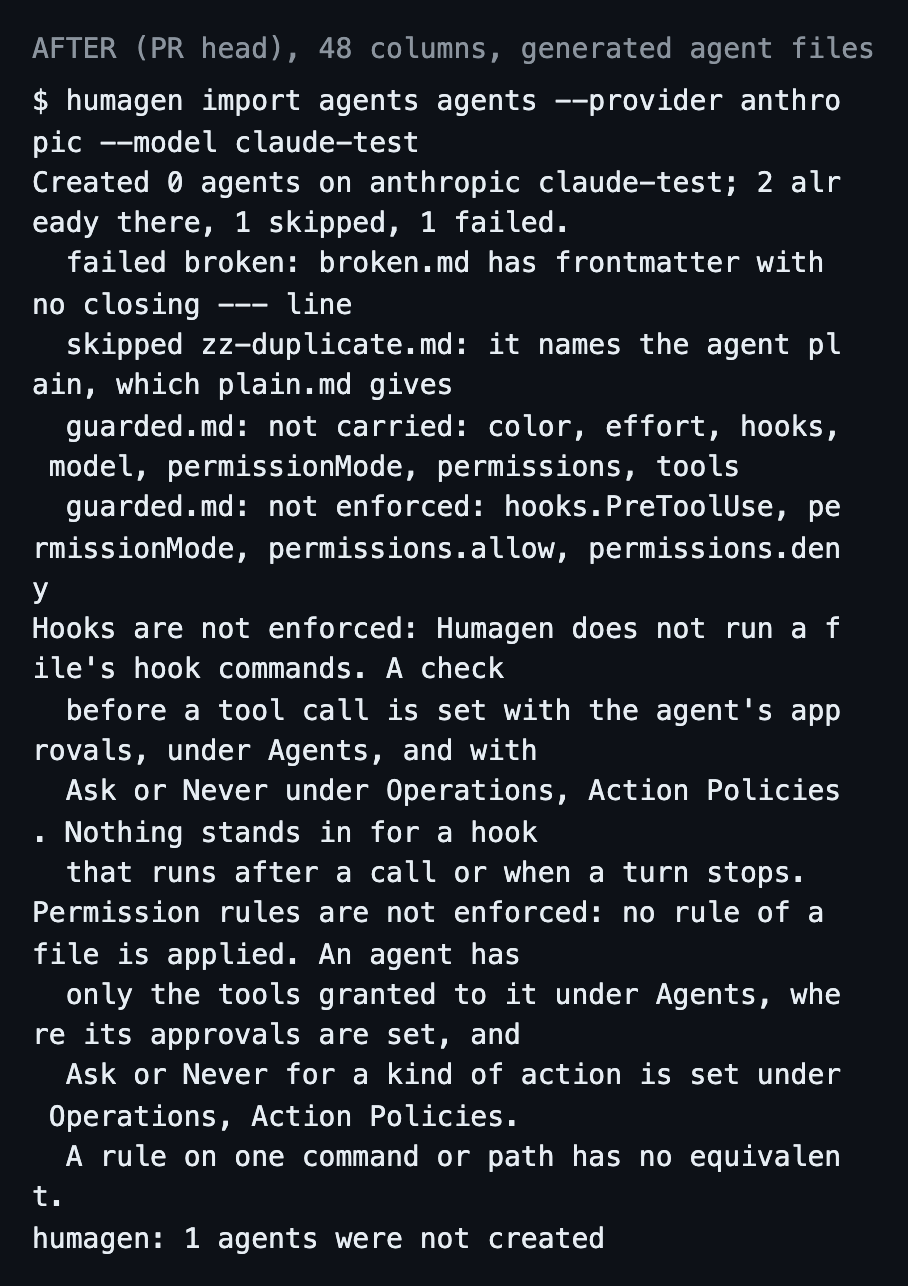 AFTER (PR head), 48 columns, generated agent files
$ humagen import agents agents --provider anthro
pic --model claude-test
Created 0 agents on anthropic claude-test; 2 alr
eady there, 1 skipped, 1 failed.
  failed broken: broken.md has frontmatter with
no closing --- line
  skipped zz-duplicate.md: it names the agent pl
ain, which plain.md gives
  guarded.md: not carried: color, effort, hooks,
 model, permissionMode, permissions, tools
  guarded.md: not enforced: hooks.PreToolUse, pe
rmissionMode, permissions.allow, permissions.den
y
Hooks are not enforced: Humagen does not run a f
ile's hook commands. A check
  before a tool call is set with the agent's app
rovals, under Agents, and with
  Ask or Never under Operations, Action Policies
. Nothing stands in for a hook
  that runs after a call or when a turn stops.
Permission rules are not enforced: no rule of a
file is applied. An agent has
  only the tools granted to it under Agents, whe
re its approvals are set, and
  Ask or Never for a kind of action is set under
 Operations, Action Policies.
  A rule on one command or path has no equivalen
t.
humagen: 1 agents were not created